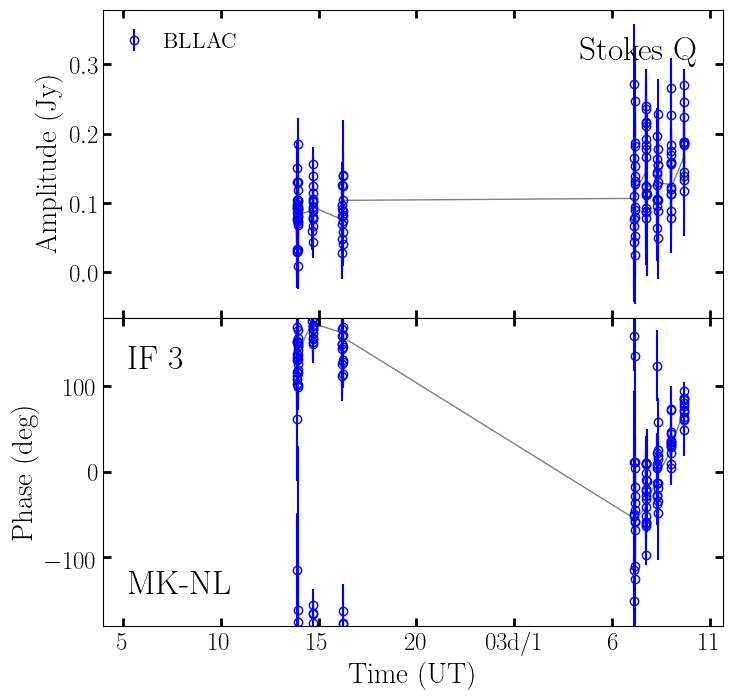 BLLAC
Stokes Q
Amplitude (Jy)
0.3
0.2
0.1
0.0
IF 3
MK-NL
Phase (deg)
100
0
−100
5 10 15 20 03d/1 6 11
Time (UT)